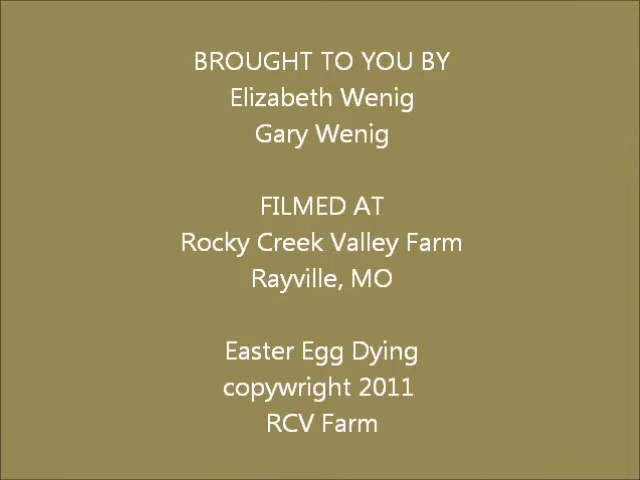 BROUGHT TO YOU BY
Elizabeth Wenig
Gary Wenig
FILMED AT
Rocky Creek Valley Farm
Rayville, MO
Easter Egg Dying
copywright 2011
RCV Farm